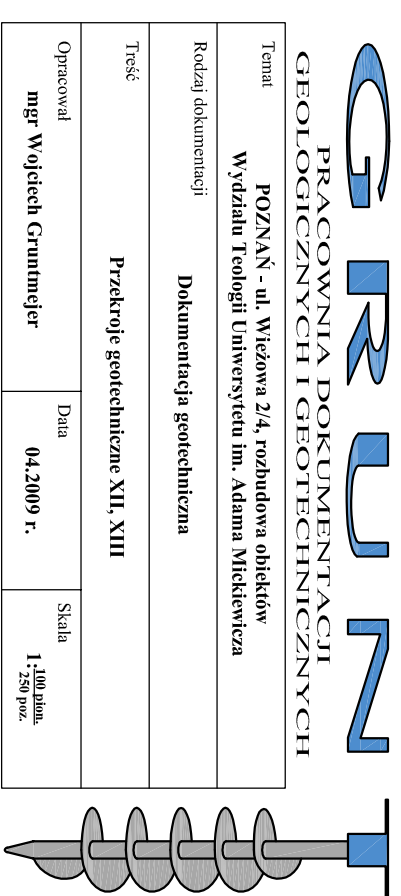 GRUNT
PRACOWNIA DOKUMENTACJI
GEOLOGICZNYCH I GEOTECHNICZNYCH
Temat
POZNAŃ - ul. Wieżowa 2/4, rozbudowa obiektów
Wydziału Teologii Uniwersytetu im. Adama Mickiewicza
Rodzaj dokumentacji
Dokumentacja geotechniczna
Treść
Przekroje geotechniczne XII, XIII
Opracował
mgr Wojciech Gruntmejer
Data
04.2009 r.
Skala
1: 100 pion.
250 poz.